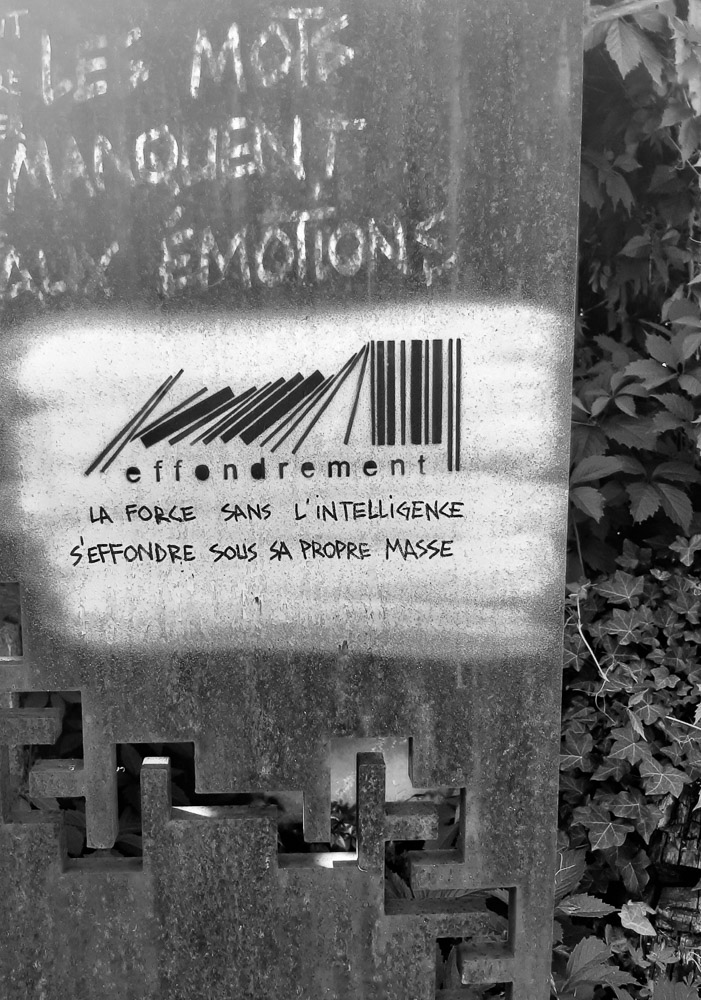 LES MOTS
MANQUENT
AUX ÉMOTIONS
effondrement
LA FORCE SANS L'INTELLIGENCE
S'EFFONDRE SOUS SA PROPRE MASSE